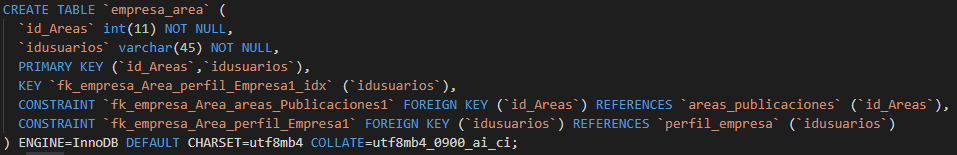 CREATE TABLE `empresa_area` (
  `id_Areas` int(11) NOT NULL,
  `idusuarios` varchar(45) NOT NULL,
  PRIMARY KEY (`id_Areas`,`idusuarios`),
  KEY `fk_empresa_Area_perfil_Empresa1_idx` (`idusuarios`),
  CONSTRAINT `fk_empresa_Area_areas_Publicaciones1` FOREIGN KEY (`id_Areas`) REFERENCES `areas_publicaciones` (`id_Areas`),
  CONSTRAINT `fk_empresa_Area_perfil_Empresa1` FOREIGN KEY (`idusuarios`) REFERENCES `perfil_empresa` (`idusuarios`)
) ENGINE=InnoDB DEFAULT CHARSET=utf8mb4 COLLATE=utf8mb4_0900_ai_ci;